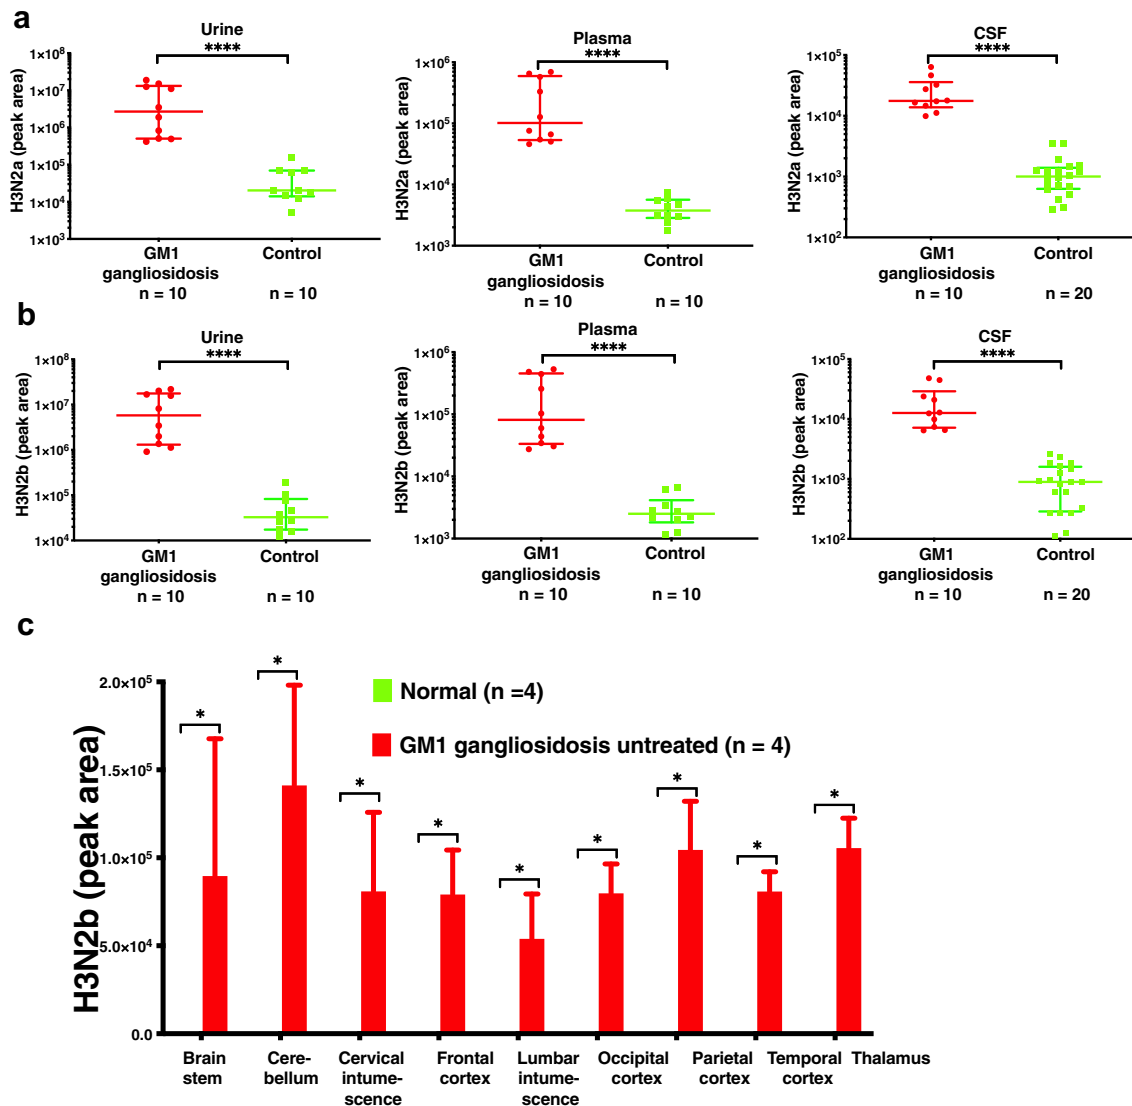 a
Urine
****
H3N2a (peak area)
1×10⁸
1×10⁷
1×10⁶
1×10⁵
1×10⁴
1×10³
GM1
gangliosidosis
n = 10
Control
n = 10
Plasma
****
H3N2a (peak area)
1×10⁶
1×10⁵
1×10⁴
1×10³
GM1
gangliosidosis
n = 10
Control
n = 10
CSF
****
H3N2a (peak area)
1×10⁵
1×10⁴
1×10³
1×10²
GM1
gangliosidosis
n = 10
Control
n = 20
b
Urine
****
H3N2b (peak area)
1×10⁸
1×10⁷
1×10⁶
1×10⁵
1×10⁴
GM1
gangliosidosis
n = 10
Control
n = 10
Plasma
****
H3N2b (peak area)
1×10⁶
1×10⁵
1×10⁴
1×10³
GM1
gangliosidosis
n = 10
Control
n = 10
CSF
****
H3N2b (peak area)
1×10⁵
1×10⁴
1×10³
1×10²
GM1
gangliosidosis
n = 10
Control
n = 20
c
H3N2b (peak area)
2.0×10⁵
1.5×10⁵
1.0×10⁵
5.0×10⁴
0.0
Normal (n =4)
GM1 gangliosidosis untreated (n = 4)
*
*
*
*
*
*
*
*
*
Brain
stem
Cere-
bellum
Cervical
intume-
scence
Frontal
cortex
Lumbar
intume-
scence
Occipital
cortex
Parietal
cortex
Temporal
cortex
Thalamus